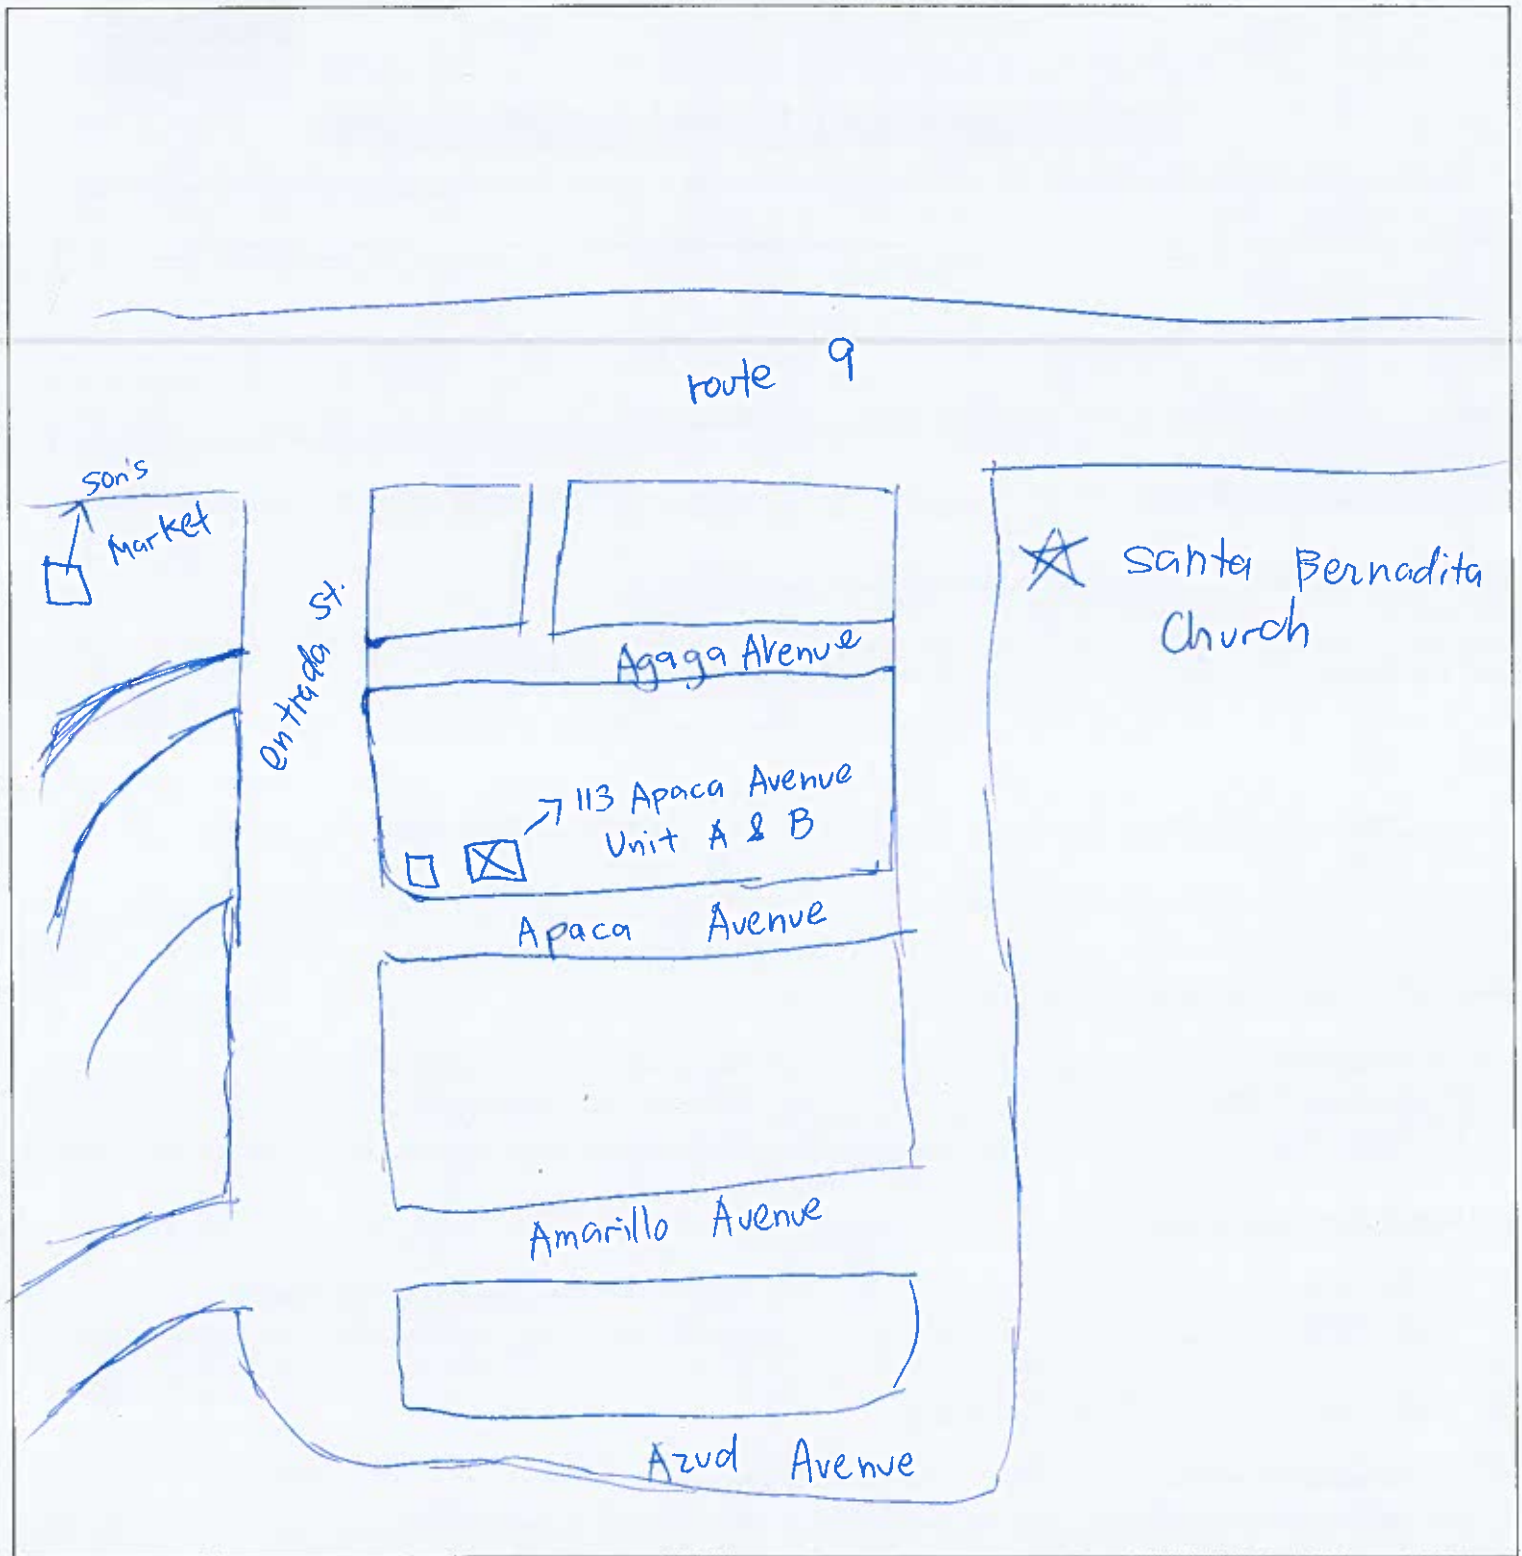 route 9
son's
Market
Santa Bernadita
Church
entrada st.
Agaga Avenue
113 Apaca Avenue
Unit A & B
Apaca Avenue
Amarillo Avenue
Azud Avenue